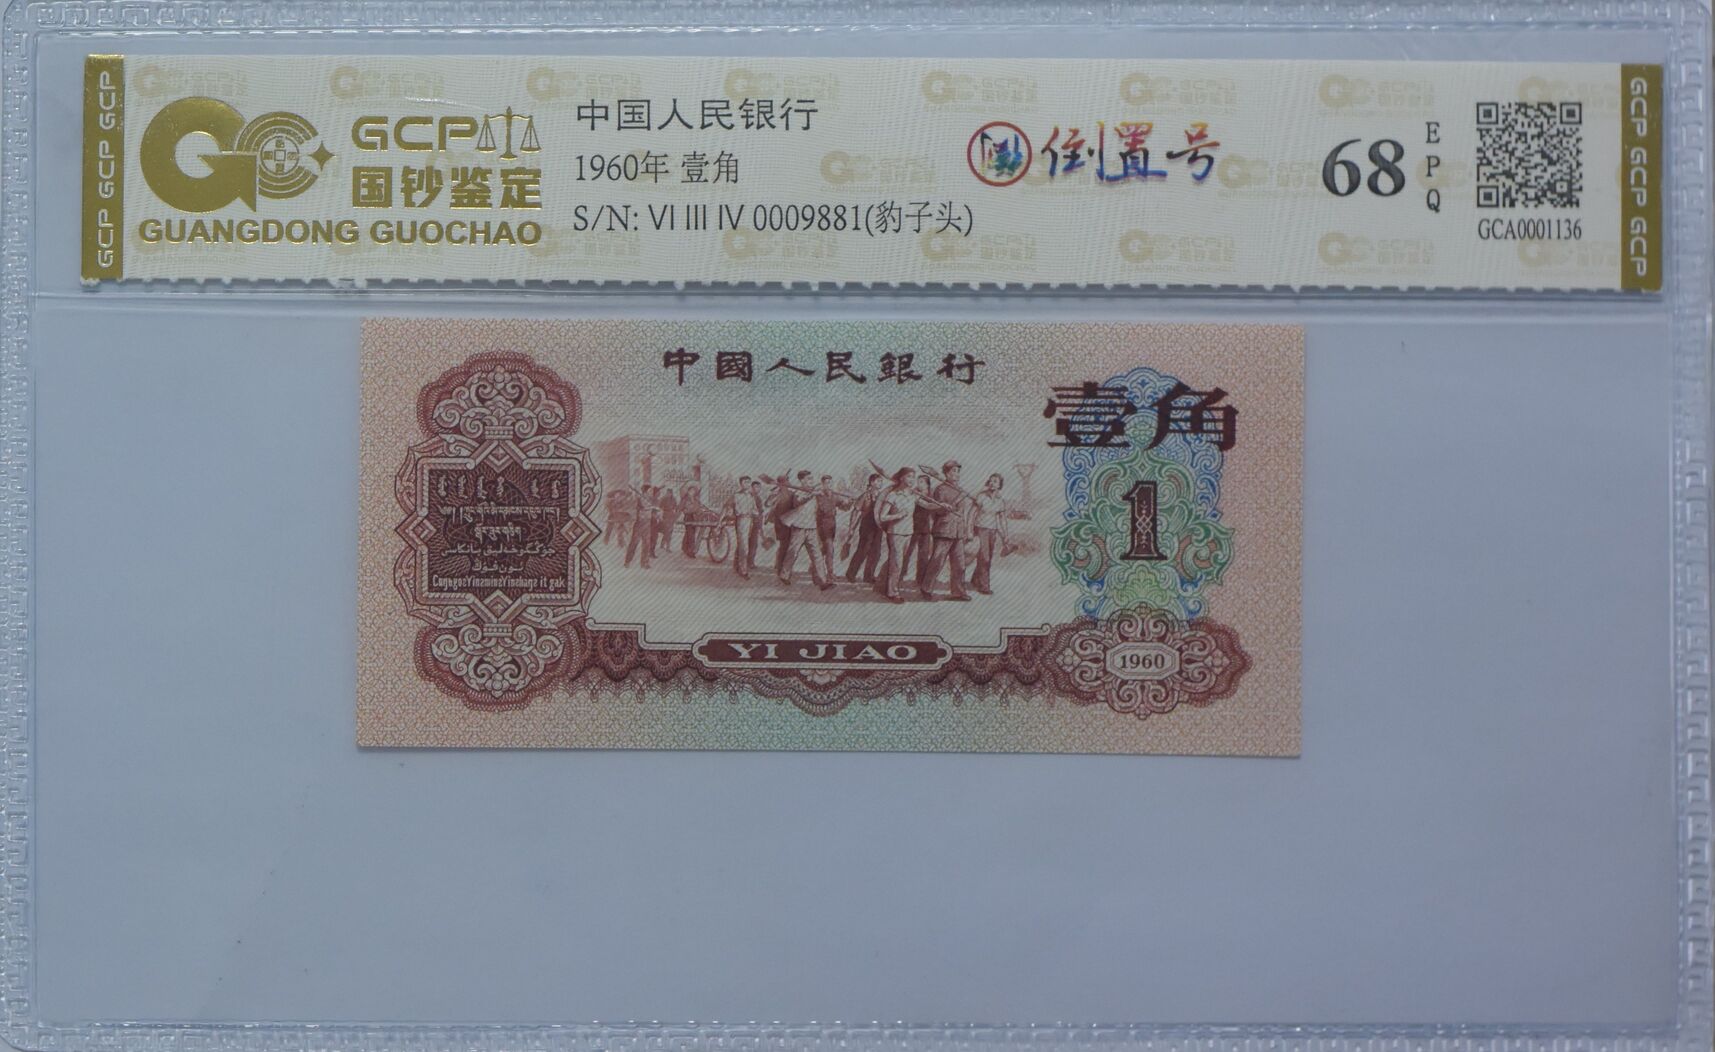 GCP GCP GCP
GCP
国钞鉴定
GUANGDONG GUOCHAO
中国人民银行
1960年 壹角
S/N: VI III IV 0009881(豹子头)
倒置号
68
EPQ
GCA0001136
GCP GCP GCP
中國人民銀行
壹角
1
YI JIAO
1960